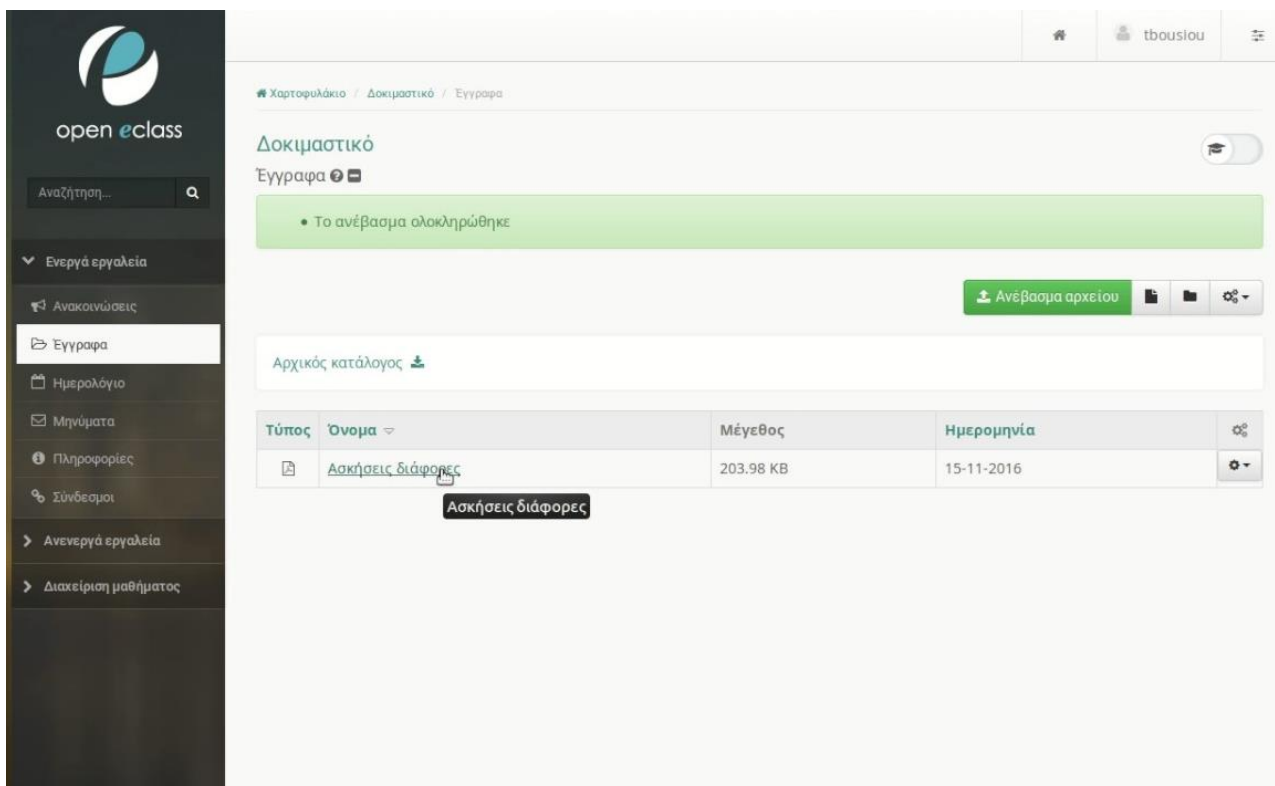 open eclass
Αναζήτηση...
Ενεργά εργαλεία
Ανακοινώσεις
Έγγραφα
Ημερολόγιο
Μηνύματα
Πληροφορίες
Σύνδεσμοι
Ανενεργά εργαλεία
Διαχείριση μαθήματος
tbousiou
Χαρτοφυλάκιο / Δοκιμαστικό / Έγγραφα
Δοκιμαστικό
Έγγραφα
• Το ανέβασμα ολοκληρώθηκε
Ανέβασμα αρχείου
Αρχικός κατάλογος
Τύπος Όνομα Μέγεθος Ημερομηνία
Ασκήσεις διάφορες 203.98 KB 15-11-2016
Ασκήσεις διάφορες